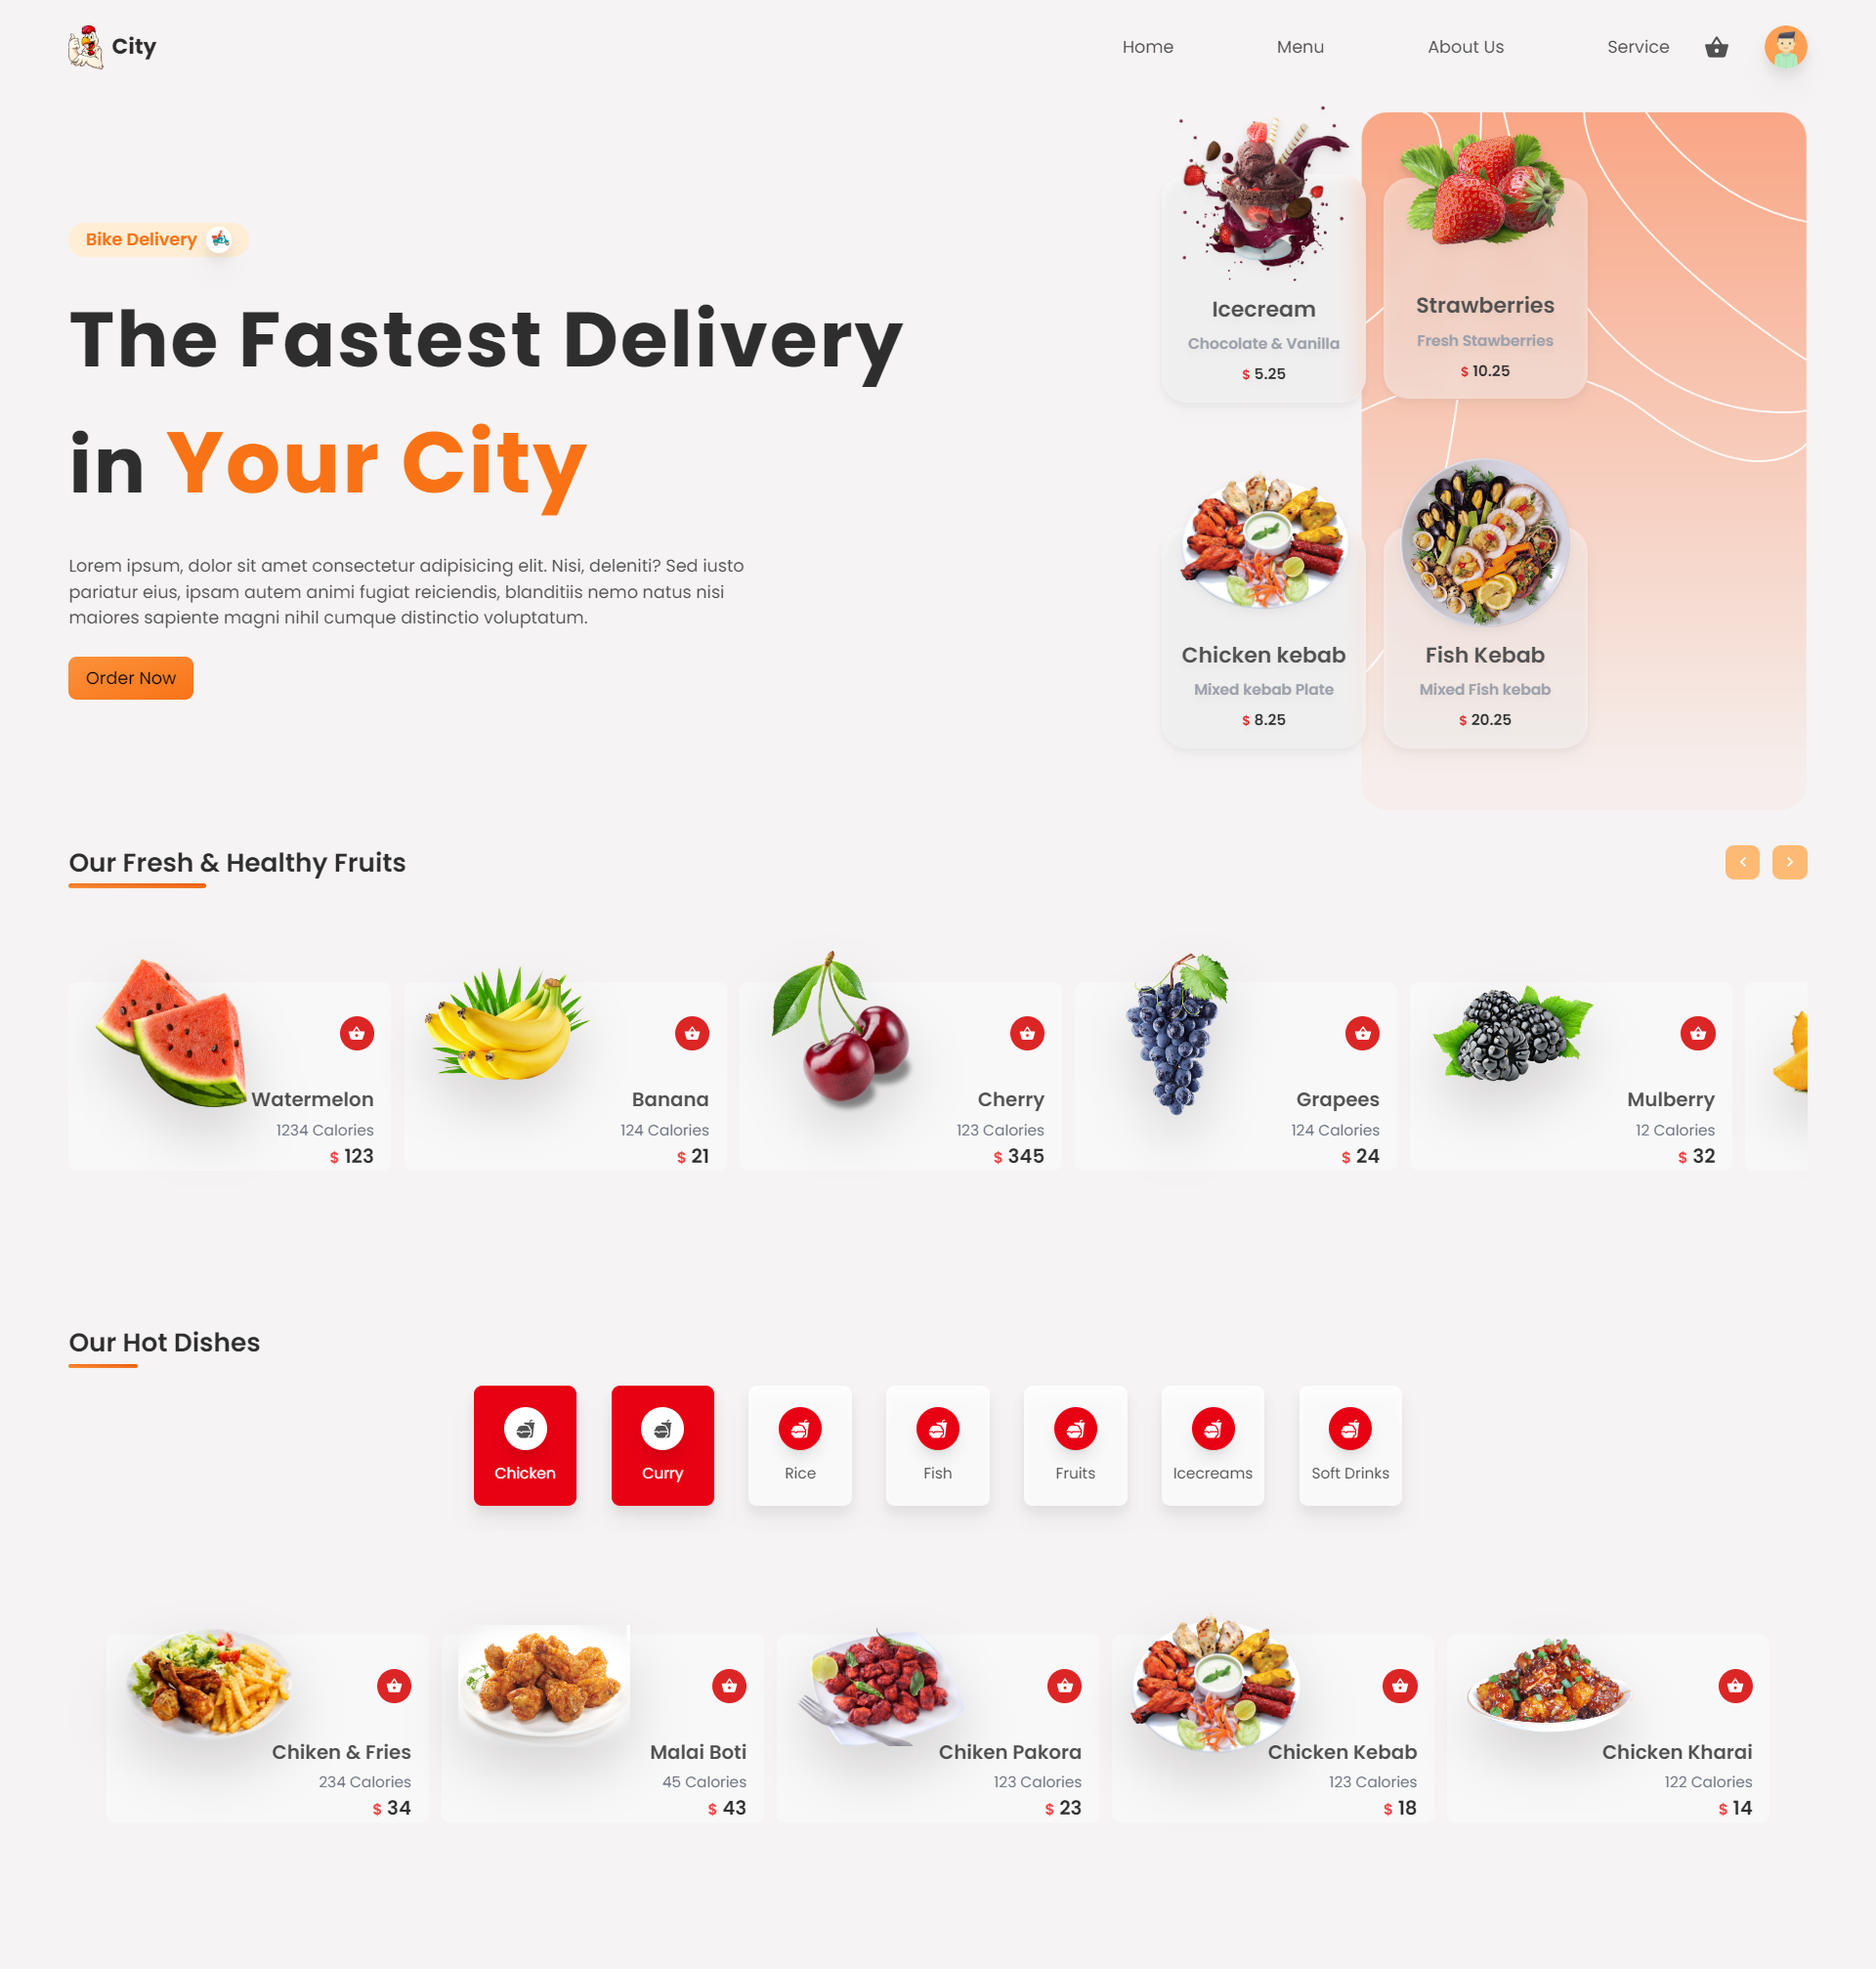 City
Home
Menu
About Us
Service
Bike Delivery
The Fastest Delivery
in Your City
Lorem ipsum, dolor sit amet consectetur adipisicing elit. Nisi, deleniti? Sed iusto
pariatur eius, ipsam autem animi fugiat reiciendis, blanditiis nemo natus nisi
maiores sapiente magni nihil cumque distinctio voluptatum.
Order Now
Icecream
Chocolate & Vanilla
$ 5.25
Strawberries
Fresh Stawberries
$ 10.25
Chicken kebab
Mixed kebab Plate
$ 8.25
Fish Kebab
Mixed Fish kebab
$ 20.25
Our Fresh & Healthy Fruits
Watermelon
1234 Calories
$ 123
Banana
124 Calories
$ 21
Cherry
123 Calories
$ 345
Grapees
124 Calories
$ 24
Mulberry
12 Calories
$ 32
Our Hot Dishes
Chicken
Curry
Rice
Fish
Fruits
Icecreams
Soft Drinks
Chiken & Fries
234 Calories
$ 34
Malai Boti
45 Calories
$ 43
Chiken Pakora
123 Calories
$ 23
Chicken Kebab
123 Calories
$ 18
Chicken Kharai
122 Calories
$ 14